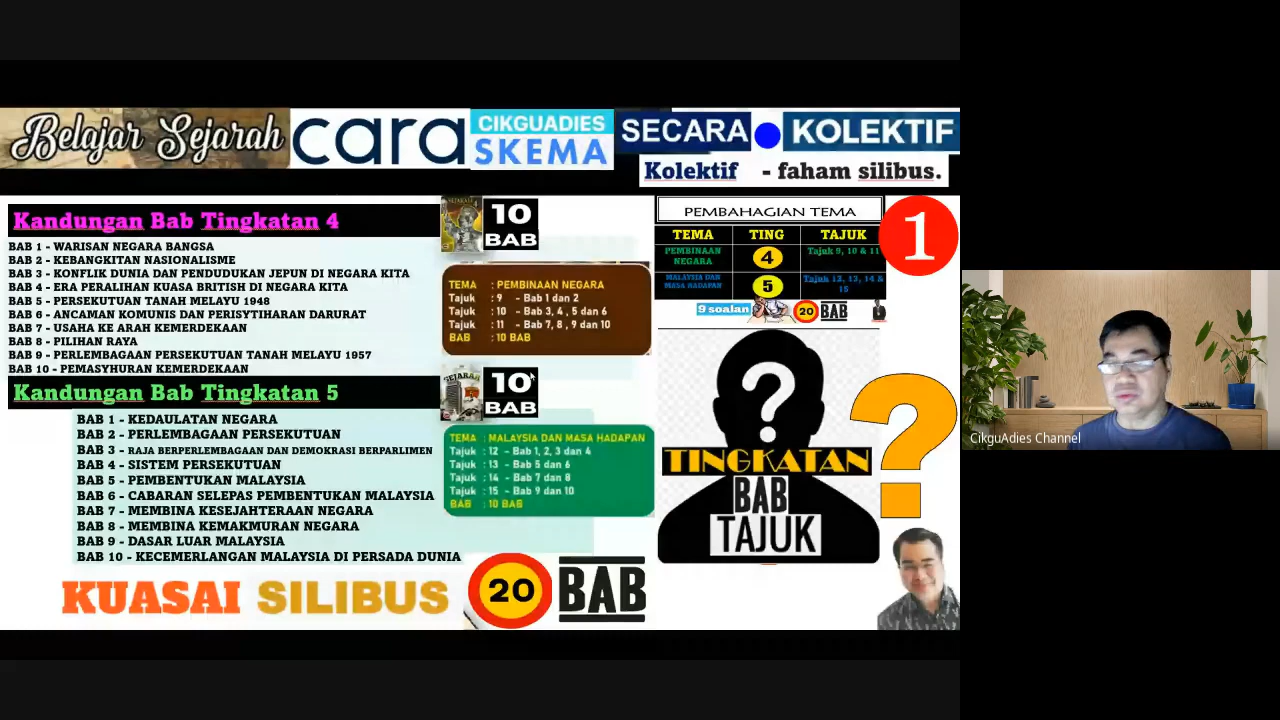 Belajar Sejarah cara CIKGUADIES SKEMA SECARA KOLEKTIF
Kolektif - faham silibus.
Kandungan Bab Tingkatan 4
BAB 1 - WARISAN NEGARA BANGSA
BAB 2 - KEBANGKITAN NASIONALISME
BAB 3 - KONFLIK DUNIA DAN PENDUDUKAN JEPUN DI NEGARA KITA
BAB 4 - ERA PERALIHAN KUASA BRITISH DI NEGARA KITA
BAB 5 - PERSEKUTUAN TANAH MELAYU 1948
BAB 6 - ANCAMAN KOMUNIS DAN PERISYTIHARAN DARURAT
BAB 7 - USAHA KE ARAH KEMERDEKAAN
BAB 8 - PILIHAN RAYA
BAB 9 - PERLEMBAGAAN PERSEKUTUAN TANAH MELAYU 1957
BAB 10 - PEMASYHURAN KEMERDEKAAN
Kandungan Bab Tingkatan 5
BAB 1 - KEDAULATAN NEGARA
BAB 2 - PERLEMBAGAAN PERSEKUTUAN
BAB 3 - RAJA BERPERLEMBAGAAN DAN DEMOKRASI BERPARLIMEN
BAB 4 - SISTEM PERSEKUTUAN
BAB 5 - PEMBENTUKAN MALAYSIA
BAB 6 - CABARAN SELEPAS PEMBENTUKAN MALAYSIA
BAB 7 - MEMBINA KESEJAHTERAAN NEGARA
BAB 8 - MEMBINA KEMAKMURAN NEGARA
BAB 9 - DASAR LUAR MALAYSIA
BAB 10 - KECEMERLANGAN MALAYSIA DI PERSADA DUNIA
KUASAI SILIBUS 20 BAB
10
BAB
TEMA : PEMBINAAN NEGARA
Tajuk : 9 - Bab 1 dan 2
Tajuk : 10 - Bab 3, 4 , 5 dan 6
Tajuk : 11 - Bab 7, 8 , 9 dan 10
BAB : 10 BAB
SEJARAH
10
BAB
TEMA : MALAYSIA DAN MASA HADAPAN
Tajuk : 12 - Bab 1, 2, 3 dan 4
Tajuk : 13 - Bab 5 dan 6
Tajuk : 14 - Bab 7 dan 8
Tajuk : 15 - Bab 9 dan 10
BAB : 10 BAB
PEMBAHAGIAN TEMA
1
TEMA TING TAJUK
PEMBINAAN NEGARA 4 Tajuk 9, 10 & 11
MALAYSIA DAN MASA HADAPAN 5 Tajuk 12, 13, 14 & 15
9 soalan 20 BAB
?
?
TINGKATAN
BAB
TAJUK
CikguAdies Channel